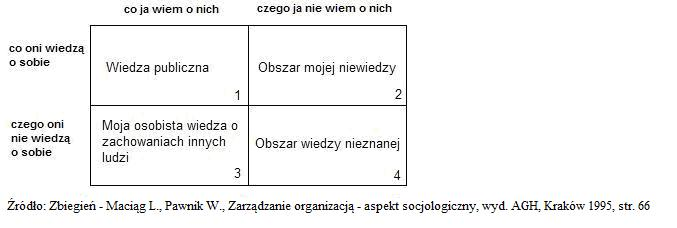 co ja wiem o nich
czego ja nie wiem o nich
co oni wiedzą
o sobie
Wiedza publiczna
1
Obszar mojej niewiedzy
2
czego oni
nie wiedzą
o sobie
Moja osobista wiedza o
zachowaniach innych
ludzi
3
Obszar wiedzy nieznanej
4
Źródło: Zbiegień - Maciąg L., Pawnik W., Zarządzanie organizacją - aspekt socjologiczny, wyd. AGH, Kraków 1995, str. 66